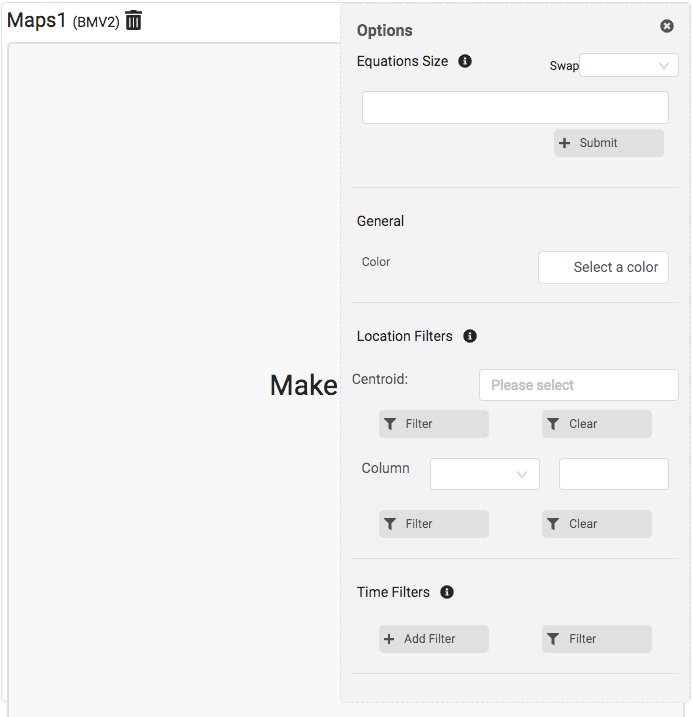 Maps1 (BMV2)
Options
Equations Size
Swap
Submit
General
Color
Select a color
Location Filters
Make
Centroid:
Please select
Filter
Clear
Column
Filter
Clear
Time Filters
Add Filter
Filter